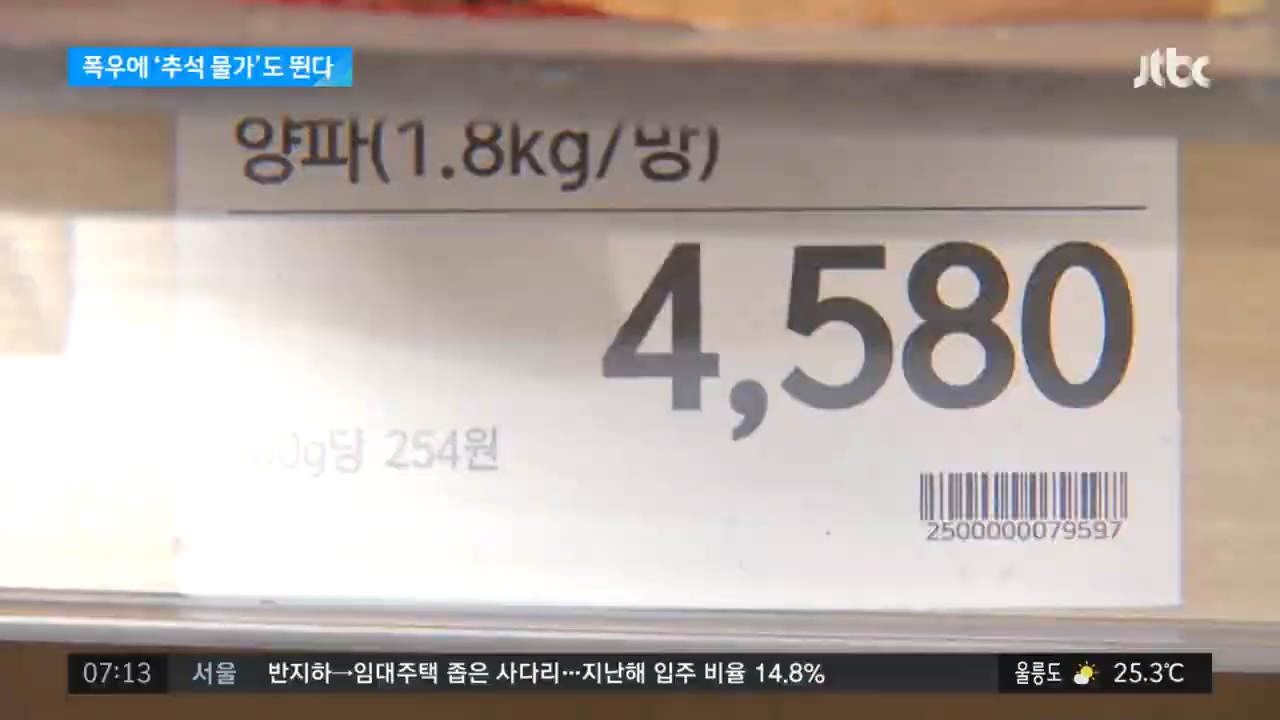 폭우에 '추석 물가'도 뛴다
jtbc
양파(1.8kg/망)
4,580
0g당 254원
2500000079597
07:13 서울 반지하→임대주택 좁은 사다리…지난해 입주 비율 14.8% 울릉도 25.3℃